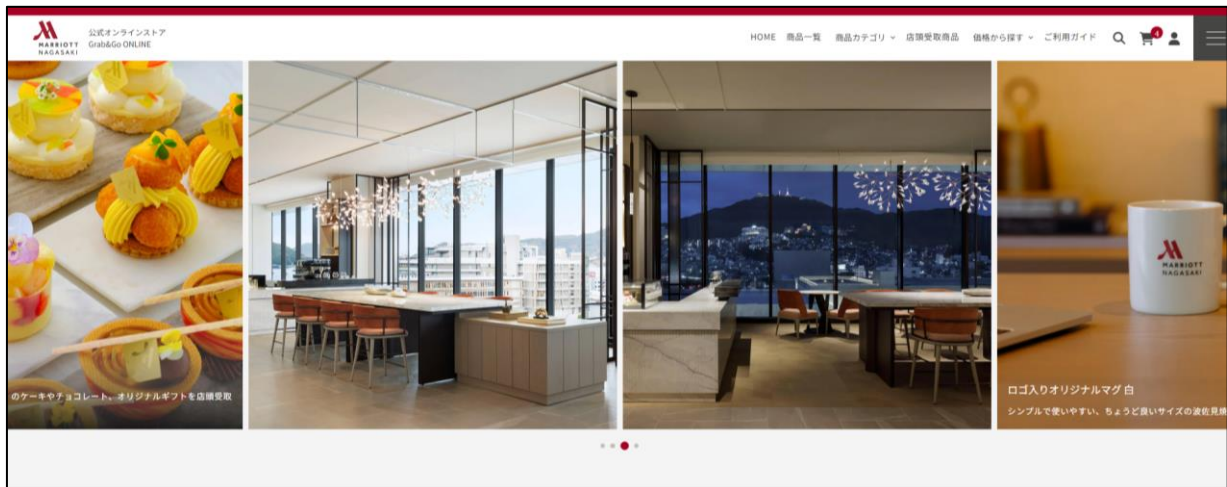 MARRIOTT
NAGASAKI
公式オンラインストア
Grab&Go ONLINE
HOME 商品一覧 商品カテゴリ 店頭受取商品 価格から探す ご利用ガイド 4
のケーキやチョコレート、オリジナルギフトを店頭受取
MARRIOTT
NAGASAKI
ロゴ入りオリジナルマグ 白
シンプルで使いやすい、ちょうど良いサイズの波佐見焼